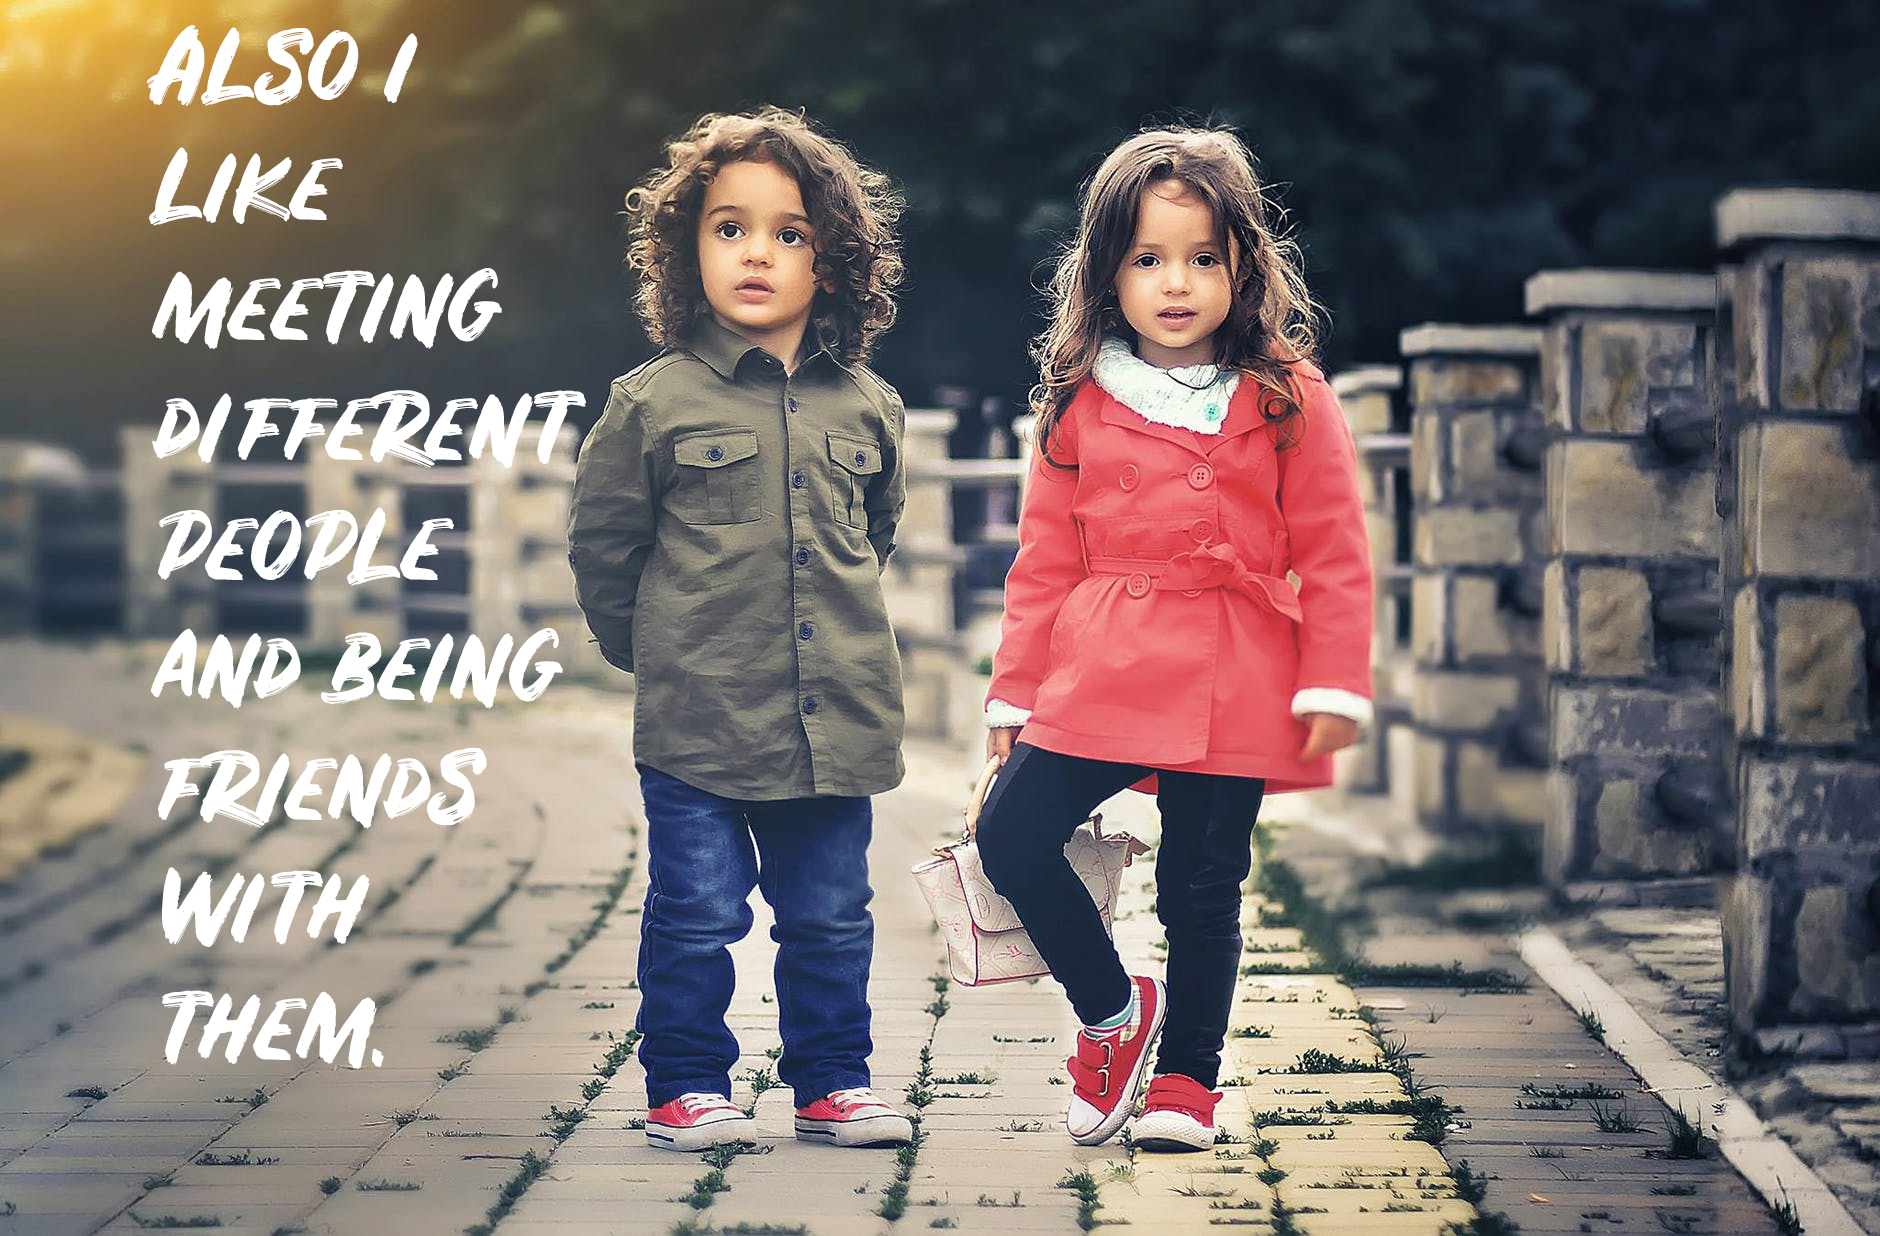 ALSO I
LIKE
MEETING
DIFFERENT
PEOPLE
AND BEING
FRIENDS
WITH
THEM.